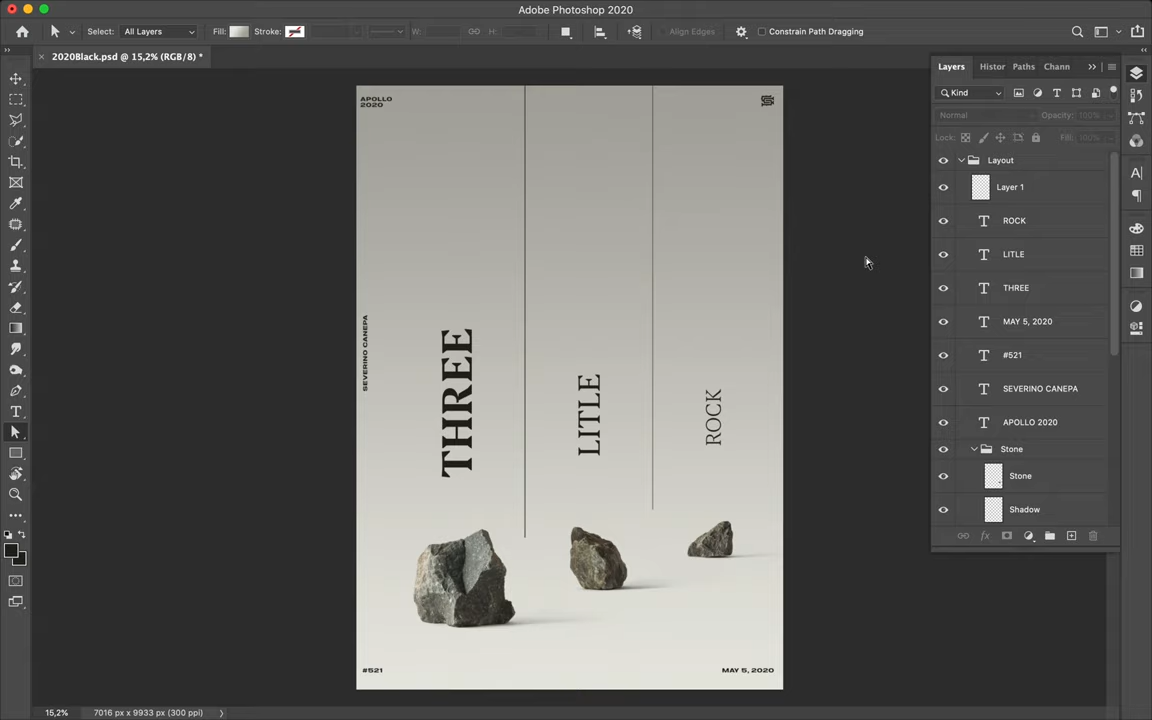 Adobe Photoshop 2020
Select: All Layers Fill: Stroke: W: H: Align Edges Constrain Path Dragging
2020Black.psd @ 15,2% (RGB/8) *
Layers Histor Paths Chann
Kind
Normal Opacity: 100%
Lock: Fill: 100%
Layout
Layer 1
ROCK
LITLE
THREE
MAY 5, 2020
#521
SEVERINO CANEPA
APOLLO 2020
Stone
Stone
Shadow
fx
APOLLO
2020
SEVERINO CANEPA
THREE
LITLE
ROCK
#521
MAY 5, 2020
15,2% 7016 px x 9933 px (300 ppi)